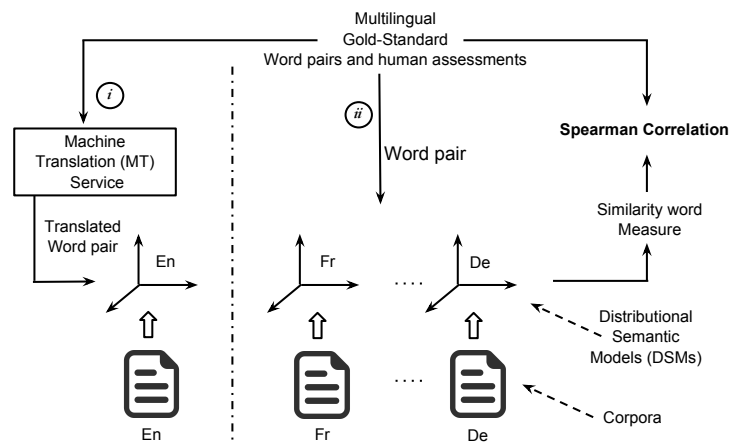 Multilingual
Gold-Standard
Word pairs and human assessments
i
ii
Machine
Translation (MT)
Service
Spearman Correlation
Word pair
Translated
Word pair
Similarity word
Measure
En
Fr
....
De
Distributional
Semantic
Models (DSMs)
....
Corpora
En
Fr
De